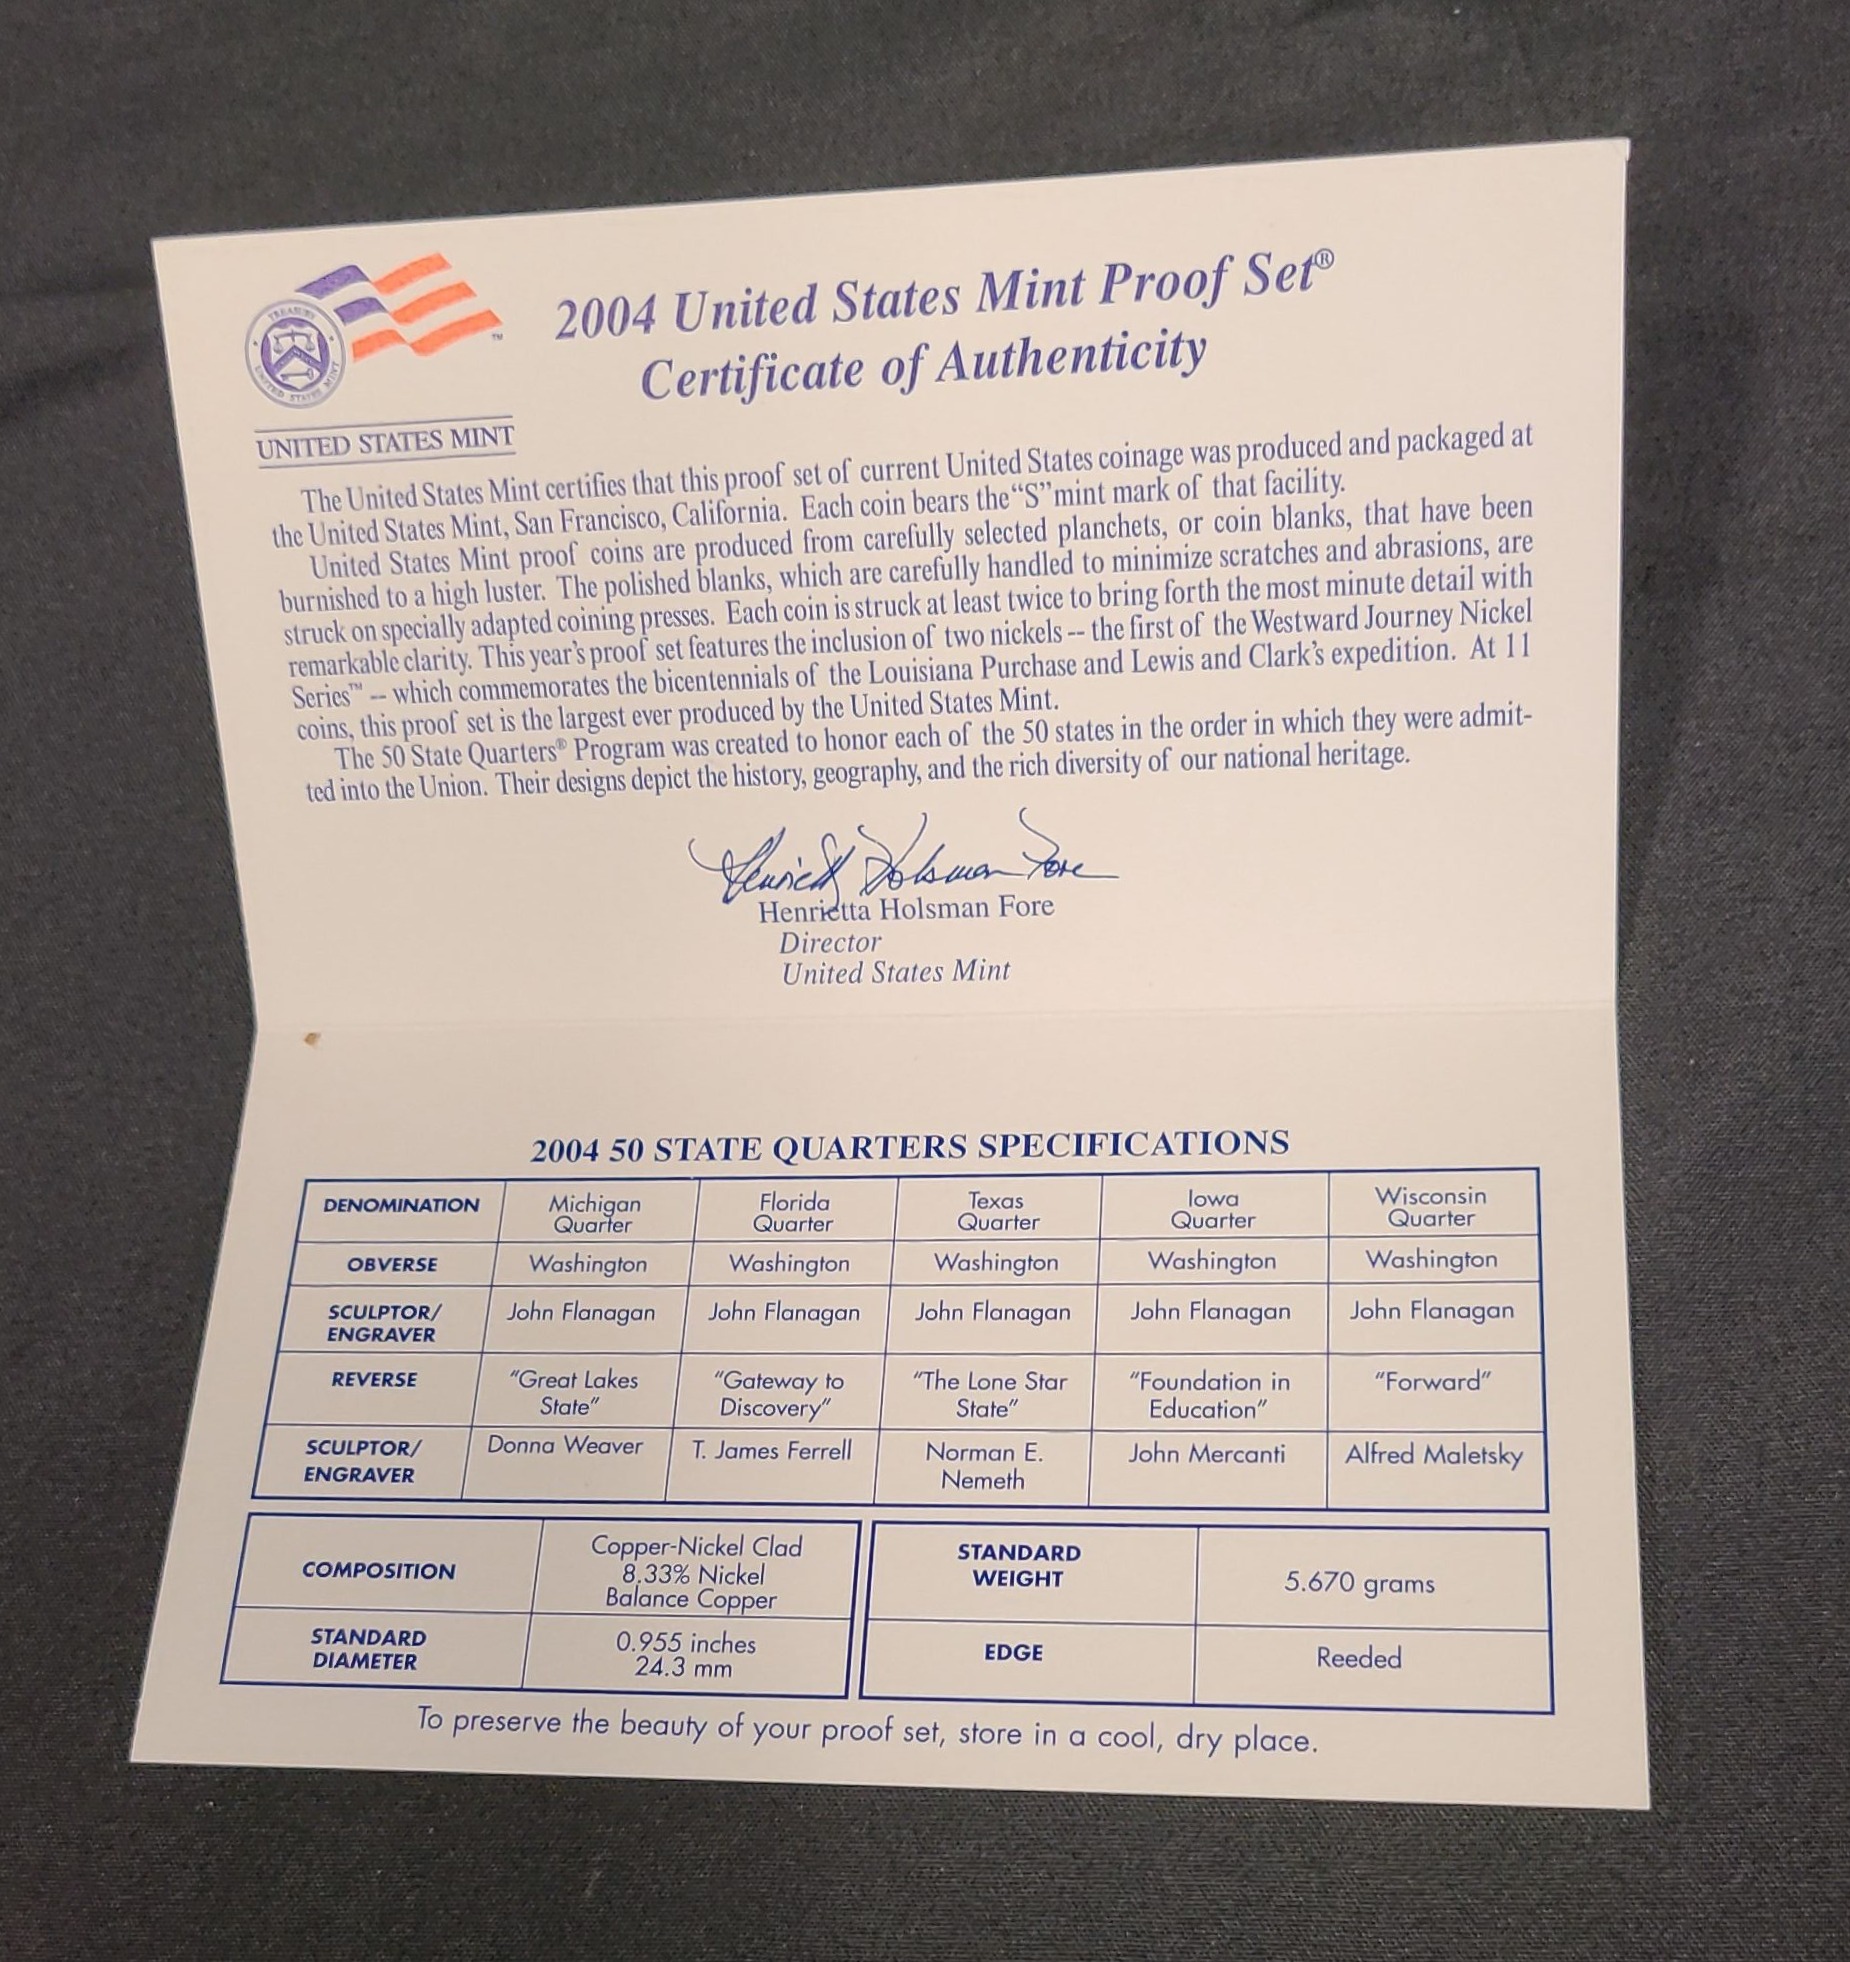 TREASURY
UNITED STATES MINT
™
UNITED STATES MINT
2004 United States Mint Proof Set®
Certificate of Authenticity
The United States Mint certifies that this proof set of current United States coinage was produced and packaged at
the United States Mint, San Francisco, California. Each coin bears the "S" mint mark of that facility.
United States Mint proof coins are produced from carefully selected planchets, or coin blanks, that have been
burnished to a high luster. The polished blanks, which are carefully handled to minimize scratches and abrasions, are
struck on specially adapted coining presses. Each coin is struck at least twice to bring forth the most minute detail with
remarkable clarity. This year's proof set features the inclusion of two nickels -- the first of the Westward Journey Nickel
Series™ -- which commemorates the bicentennials of the Louisiana Purchase and Lewis and Clark's expedition. At 11
coins, this proof set is the largest ever produced by the United States Mint.
The 50 State Quarters® Program was created to honor each of the 50 states in the order in which they were admit-
ted into the Union. Their designs depict the history, geography, and the rich diversity of our national heritage.
Henrietta Holsman Fore
Henrietta Holsman Fore
Director
United States Mint
2004 50 STATE QUARTERS SPECIFICATIONS
DENOMINATION Michigan Quarter Florida Quarter Texas Quarter Iowa Quarter Wisconsin Quarter
OBVERSE Washington Washington Washington Washington Washington
SCULPTOR/ ENGRAVER John Flanagan John Flanagan John Flanagan John Flanagan John Flanagan
REVERSE "Great Lakes State" "Gateway to Discovery" "The Lone Star State" "Foundation in Education" "Forward"
SCULPTOR/ ENGRAVER Donna Weaver T. James Ferrell Norman E. Nemeth John Mercanti Alfred Maletsky
COMPOSITION Copper-Nickel Clad 8.33% Nickel Balance Copper
STANDARD WEIGHT 5.670 grams
STANDARD DIAMETER 0.955 inches 24.3 mm
EDGE Reeded
To preserve the beauty of your proof set, store in a cool, dry place.